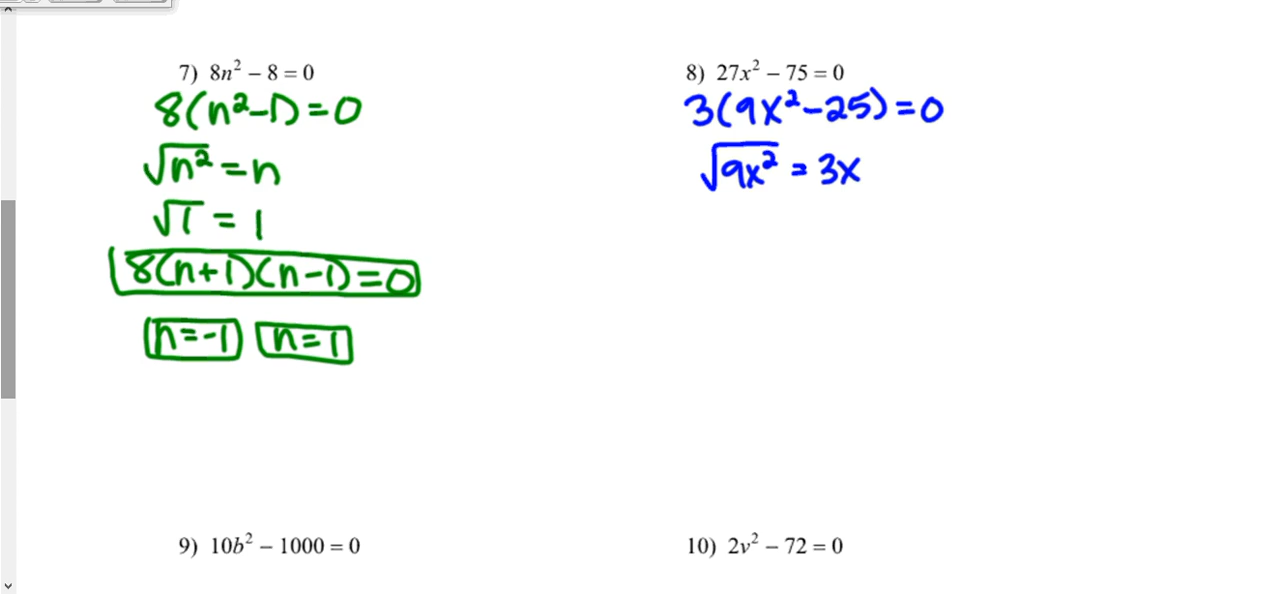 7) 8n² − 8 = 0
8(n²−1)=0
√n² = n
√1 = 1
8(n+1)(n−1)=0
n=-1 n=1
8) 27x² − 75 = 0
3(9x²−25)=0
√9x² = 3x
9) 10b² − 1000 = 0
10) 2v² − 72 = 0